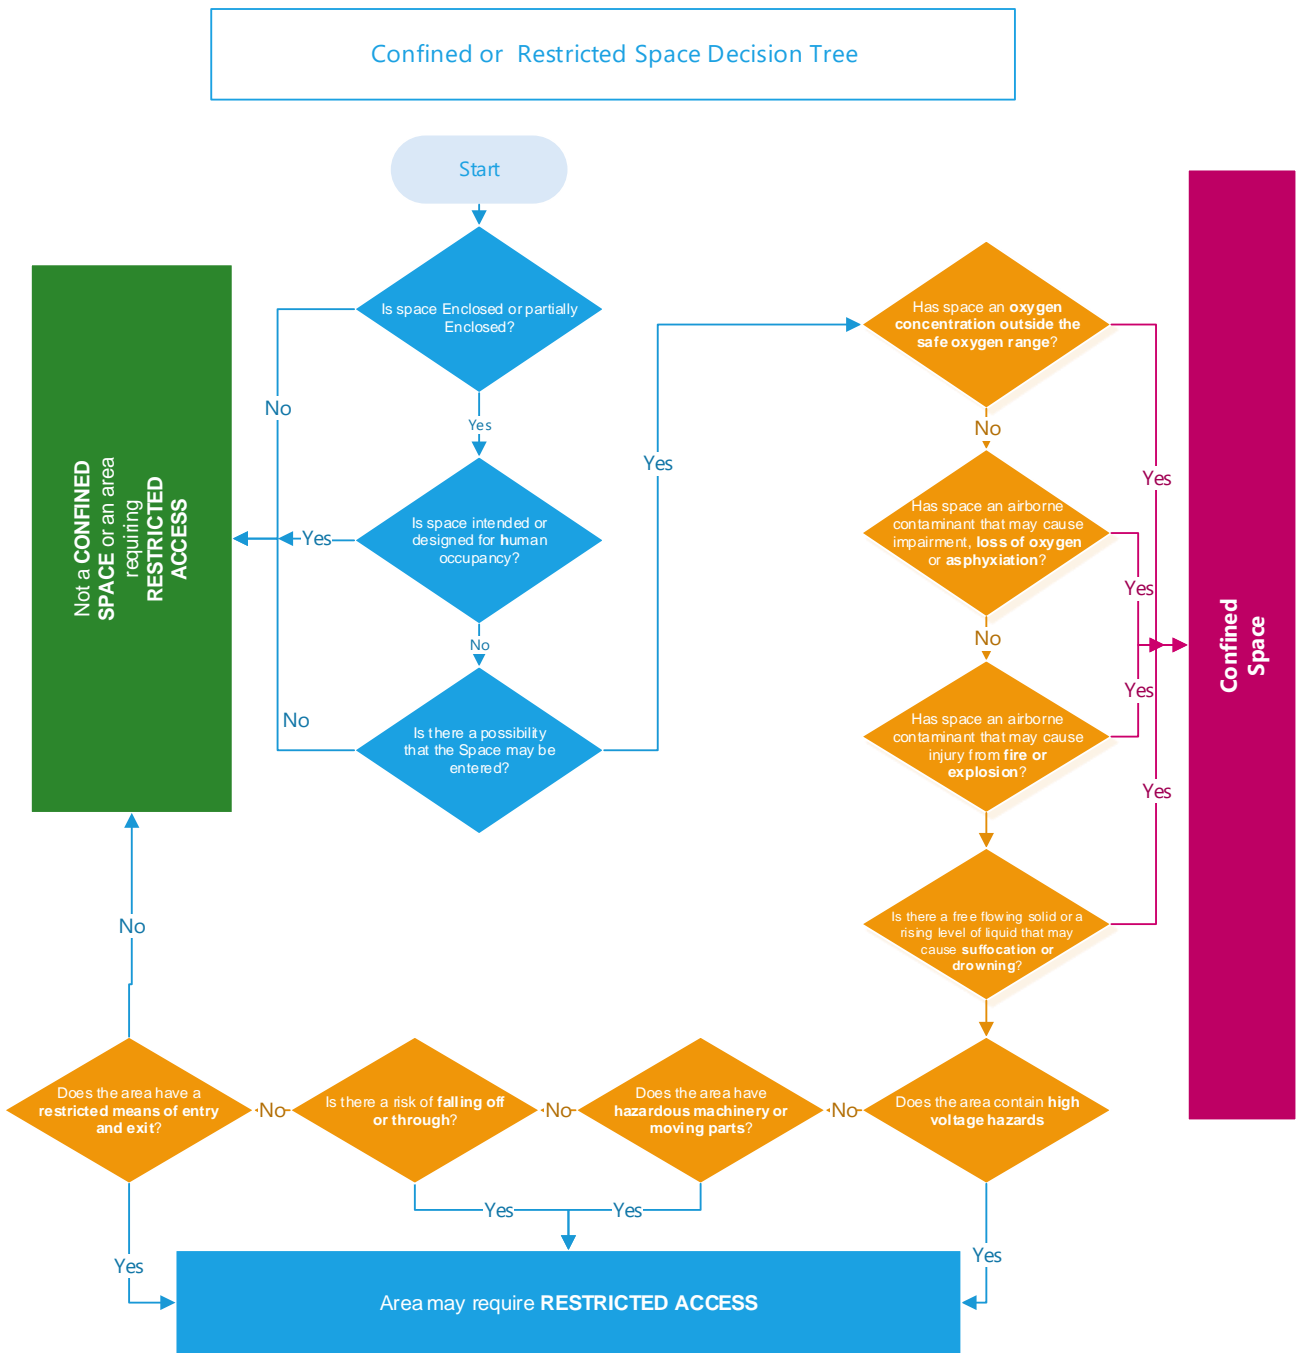 Confined or Restricted Space Decision Tree
Start
Is space Enclosed or partially
Enclosed?
No
Yes
Is space intended or
designed for human
occupancy?
Yes
No
Is there a possibility
that the Space may be
entered?
No
Yes
Not a CONFINED
SPACE or an area
requiring
RESTRICTED
ACCESS
Has space an oxygen
concentration outside the
safe oxygen range?
Yes
No
Has space an airborne
contaminant that may cause
impairment, loss of oxygen
or asphyxiation?
Yes
No
Has space an airborne
contaminant that may cause
injury from fire or
explosion?
Yes
Is there a free flowing solid or a
rising level of liquid that may
cause suffocation or
drowning?
Yes
Confined
Space
Does the area contain high
voltage hazards
No
Yes
Does the area have
hazardous machinery or
moving parts?
No
Yes
Is there a risk of falling off
or through?
No
Yes
Does the area have a
restricted means of entry
and exit?
No
Yes
Area may require RESTRICTED ACCESS